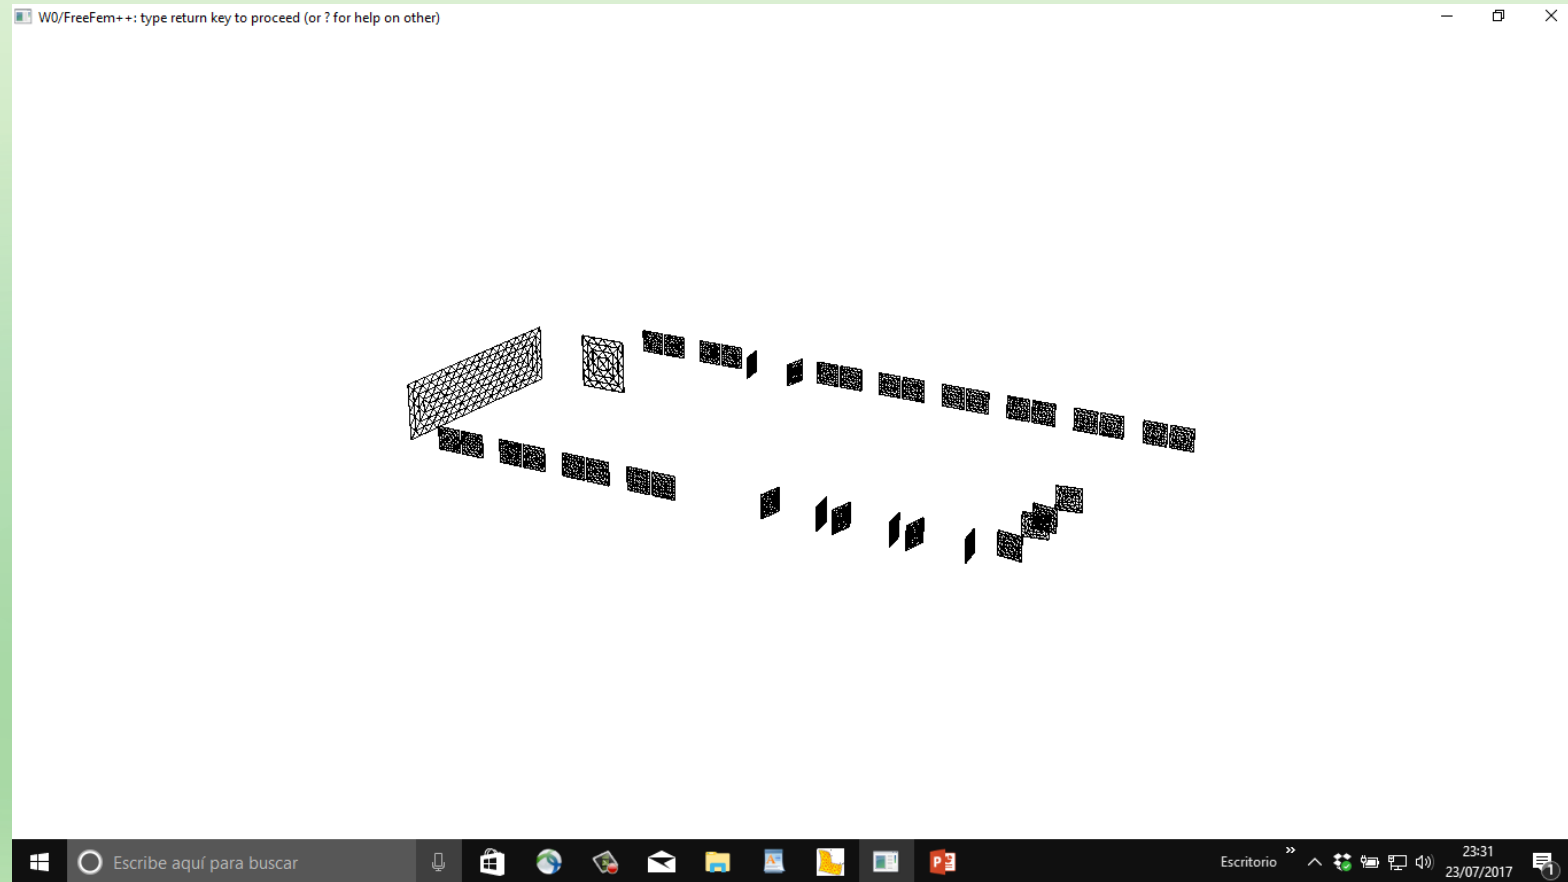 W0/FreeFem++: type return key to proceed (or ? for help on other)
Escribe aquí para buscar
Escritorio
23:31
23/07/2017
1